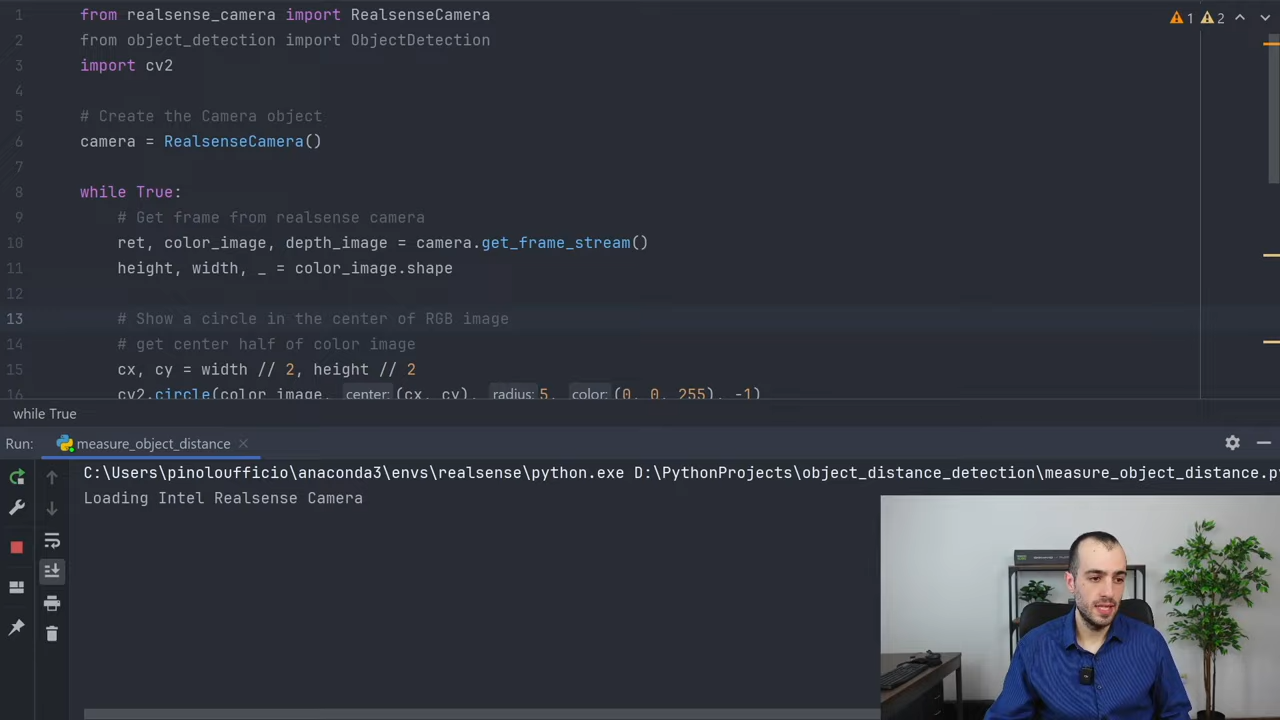 1 from realsense_camera import RealsenseCamera
2 from object_detection import ObjectDetection
3 import cv2
4
5 # Create the Camera object
6 camera = RealsenseCamera()
7
8 while True:
9 # Get frame from realsense camera
10 ret, color_image, depth_image = camera.get_frame_stream()
11 height, width, _ = color_image.shape
12
13 # Show a circle in the center of RGB image
14 # get center half of color image
15 cx, cy = width // 2, height // 2
16 cv2.circle(color_image, center:(cx, cy), radius:5, color:(0, 0, 255), -1)
1 2
while True
Run: measure_object_distance
C:\Users\pinoloufficio\anaconda3\envs\realsense\python.exe D:\PythonProjects\object_distance_detection\measure_object_distance.p
Loading Intel Realsense Camera